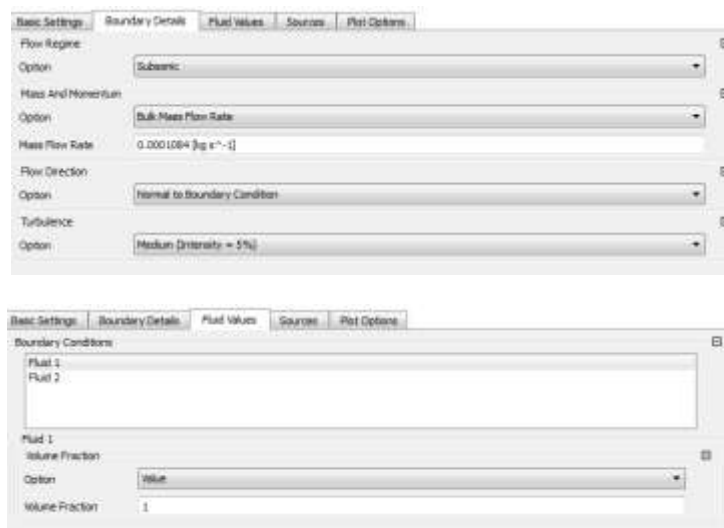 Basic Settings Boundary Details Fluid Values Sources Plot Options
Flow Regime
Option Subsonic
Mass And Momentum
Option Bulk Mass Flow Rate
Mass Flow Rate 0.0001084 [kg s^-1]
Flow Direction
Option Normal to Boundary Condition
Turbulence
Option Medium (Intensity = 5%)
Basic Settings Boundary Details Fluid Values Sources Plot Options
Boundary Conditions
Fluid 1
Fluid 2
Fluid 1
Volume Fraction
Option Value
Volume Fraction 1